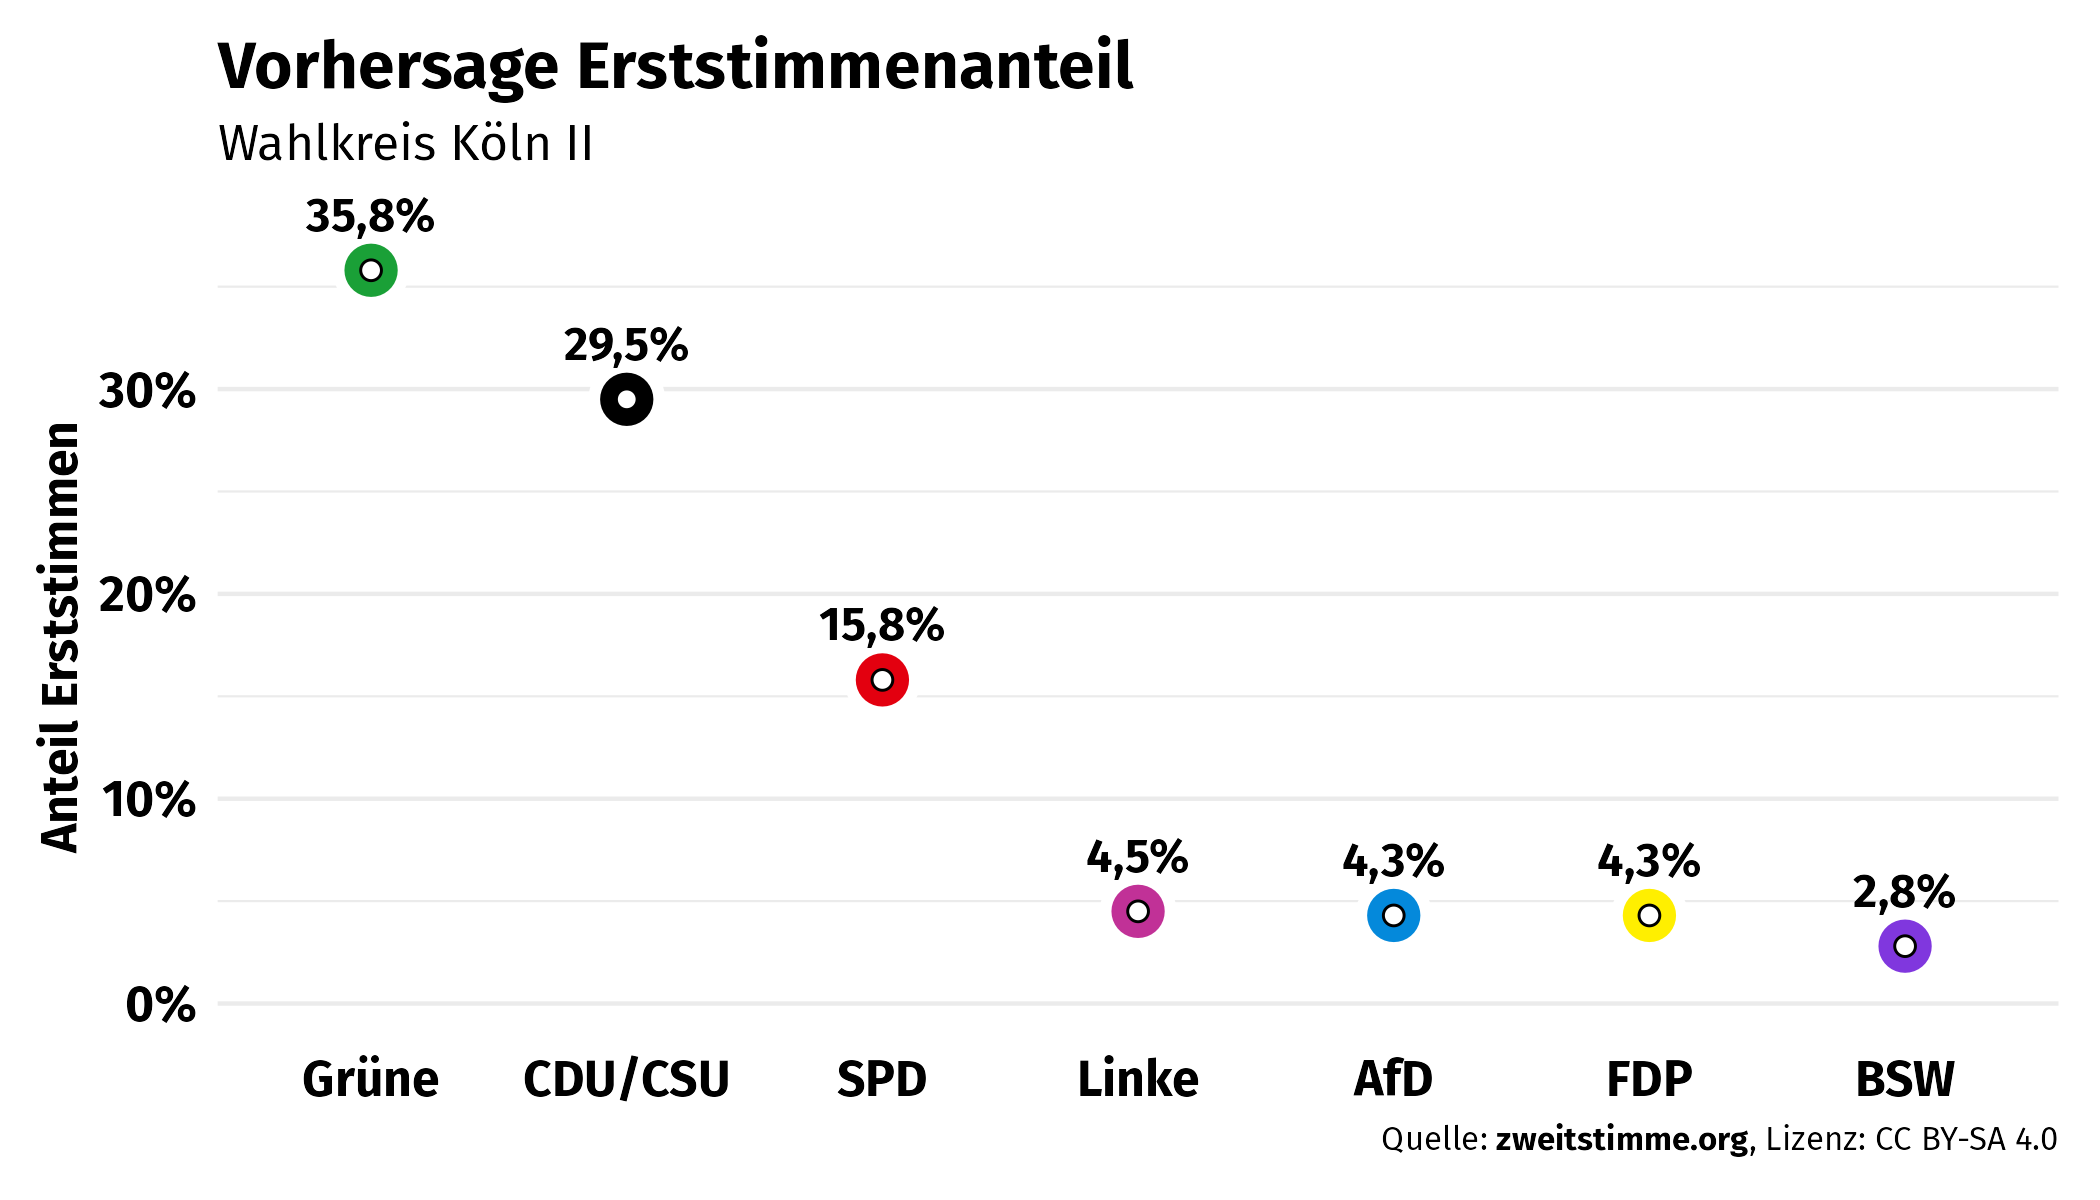 Vorhersage Erststimmenanteil
Wahlkreis Köln II
35,8%
29,5%
30%
20%
15,8%
10%
4,5%
4,3%
4,3%
2,8%
0%
Anteil Erststimmen
Grüne CDU/CSU SPD Linke AfD FDP BSW
Quelle: zweitstimme.org, Lizenz: CC BY-SA 4.0